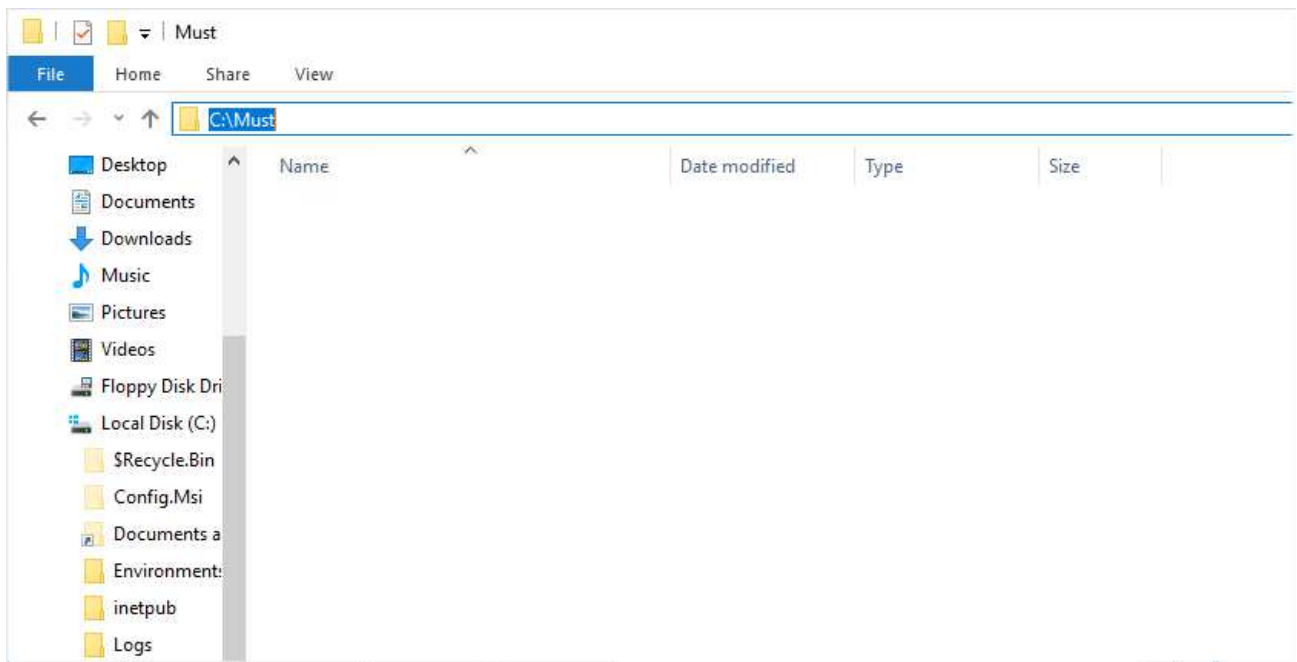 Must
File Home Share View
C:\Must
Name Date modified Type Size
Desktop
Documents
Downloads
Music
Pictures
Videos
Floppy Disk Dri
Local Disk (C:)
$Recycle.Bin
Config.Msi
Documents a
Environment
inetpub
Logs